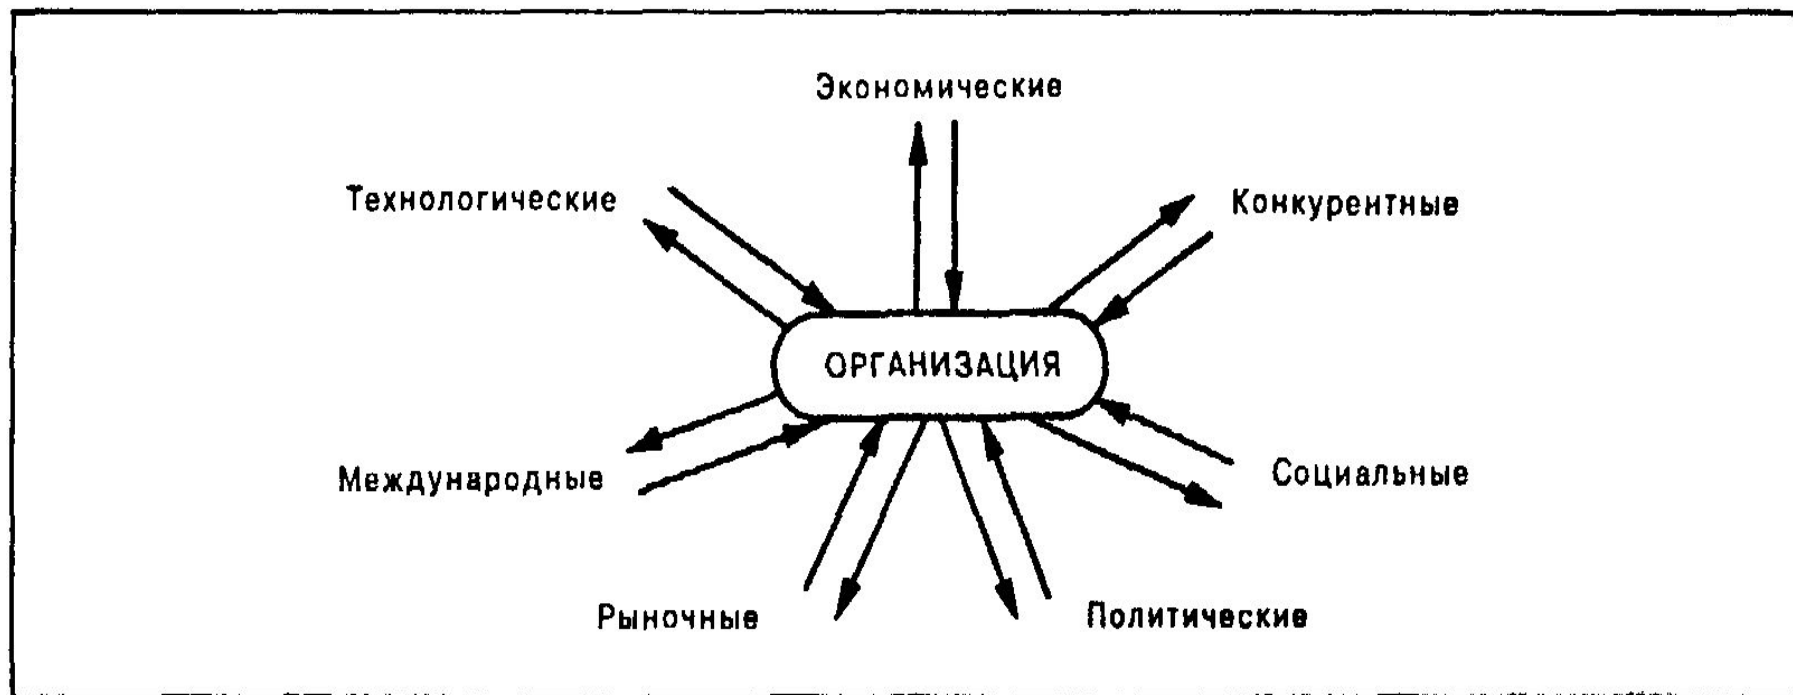 Экономические
Технологические
Конкурентные
ОРГАНИЗАЦИЯ
Международные
Социальные
Рыночные
Политические